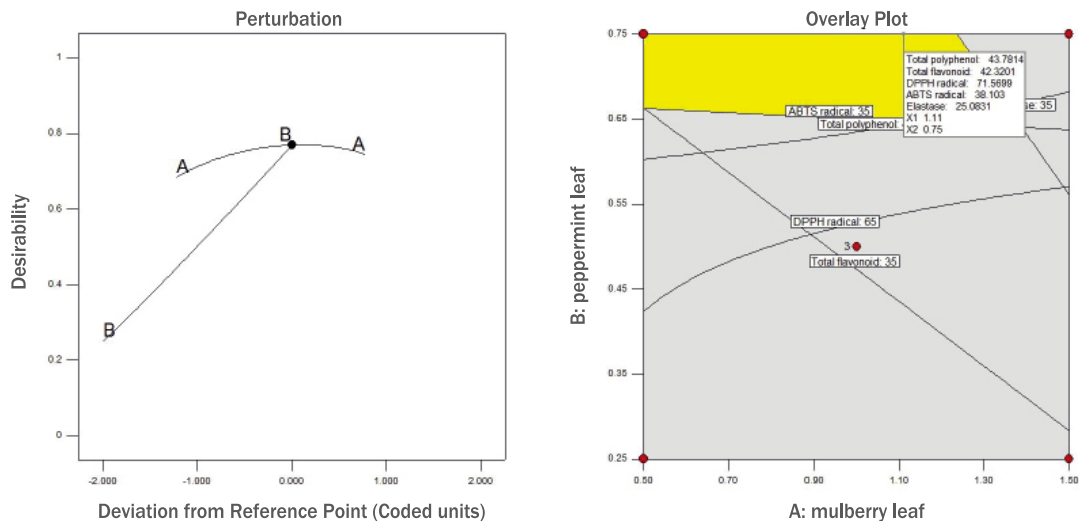 Perturbation
1
0.8
0.6
0.4
0.2
0
B
A
A
B
-2.000
-1.000
0.000
1.000
2.000
Desirability
Deviation from Reference Point (Coded units)
Overlay Plot
0.75
0.65
0.55
0.45
0.35
0.25
0.50
0.70
0.90
1.10
1.30
1.50
B: peppermint leaf
A: mulberry leaf
Total polyphenol: 43.7814
Total flavonoid: 42.3201
DPPH radical: 71.5699
ABTS radical: 38.103
Elastase: 25.0831
X1 1.11
X2 0.75
ABTS radical: 35
se: 35
Total polyphenol:
DPPH radical: 65
3
Total flavonoid: 35